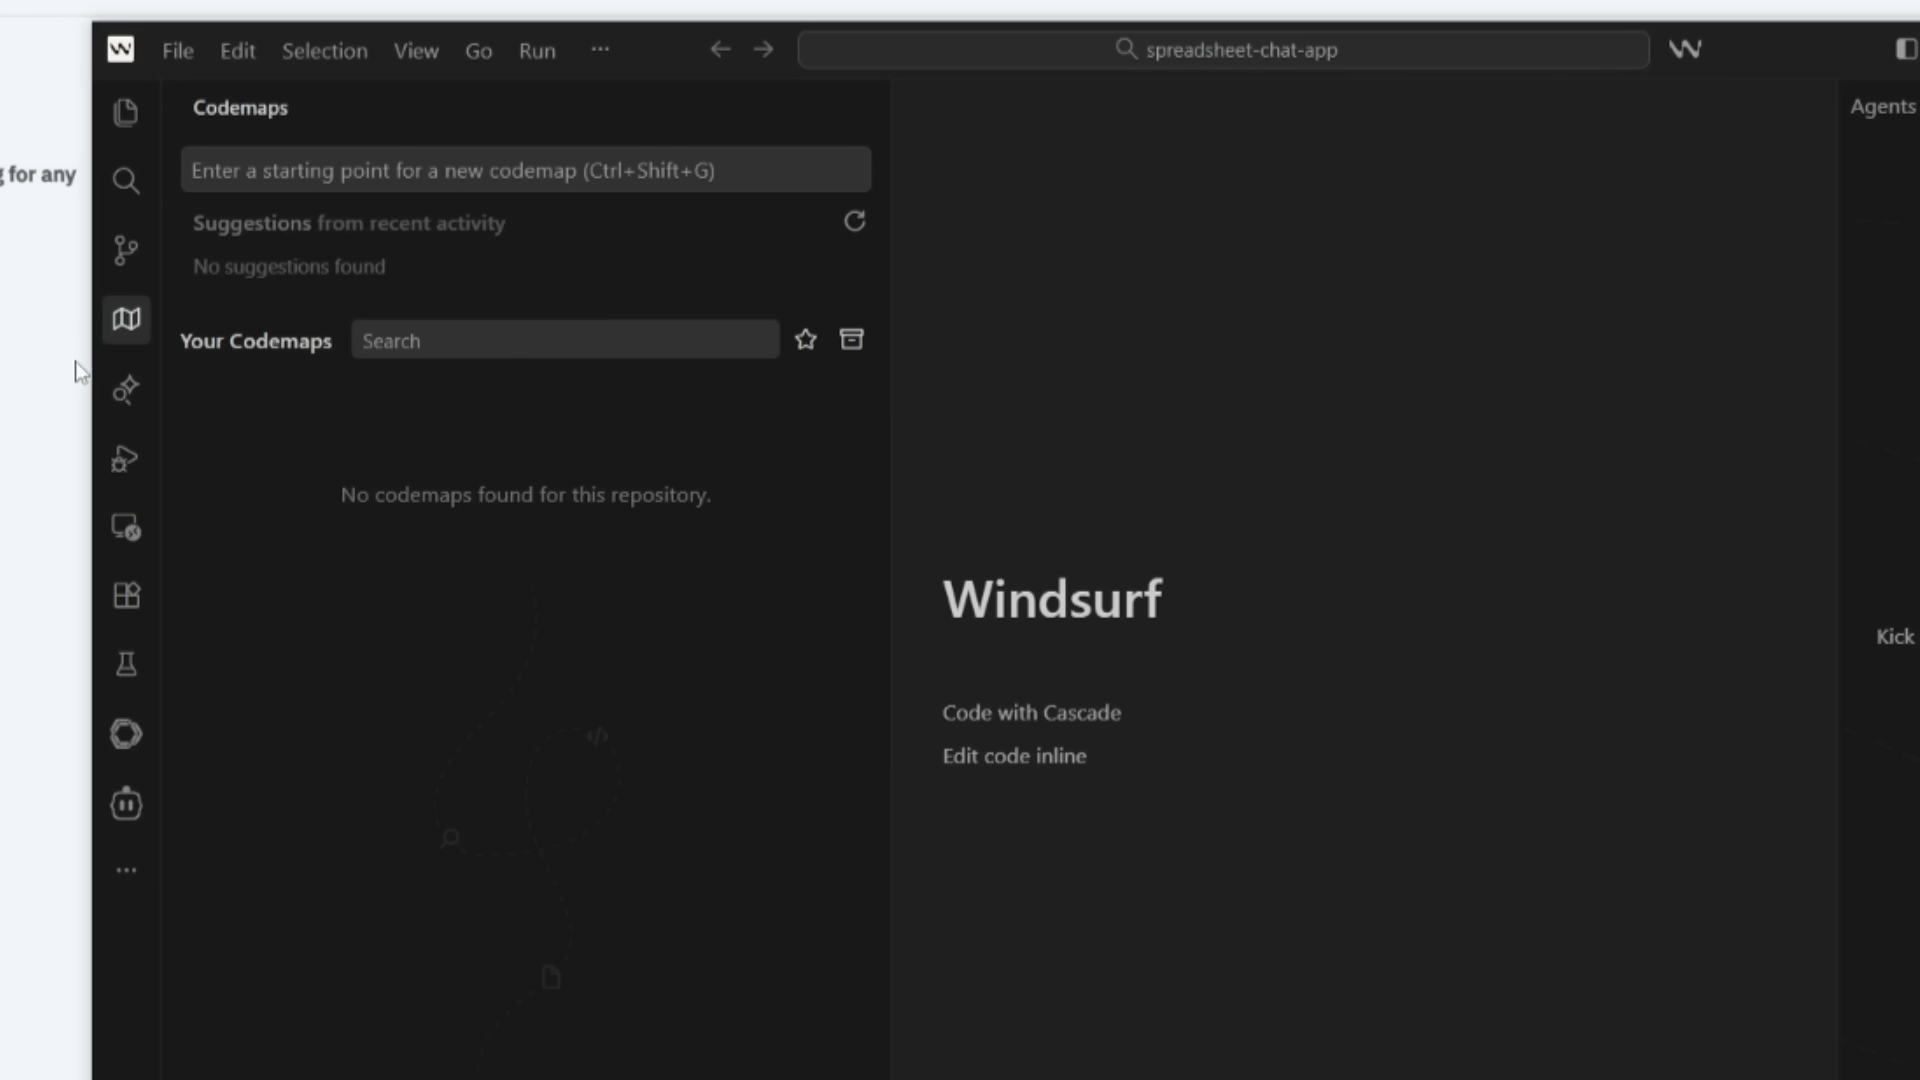 File Edit Selection View Go Run ...
spreadsheet-chat-app
Codemaps
Agents
Enter a starting point for a new codemap (Ctrl+Shift+G)
for any
Suggestions from recent activity
No suggestions found
Your Codemaps
Search
No codemaps found for this repository.
Windsurf
Kick
Code with Cascade
Edit code inline